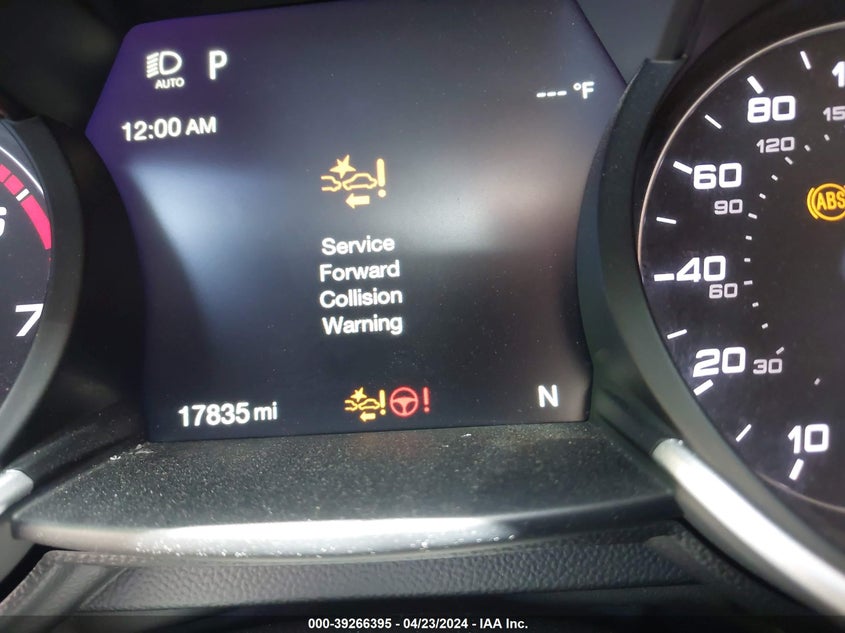 AUTO
P
--- °F
12:00 AM
Service
Forward
Collision
Warning
17835 mi
N
7
80
120
60
90
ABS
40
60
20
30
10
000-39266395 - 04/23/2024 - IAA Inc.